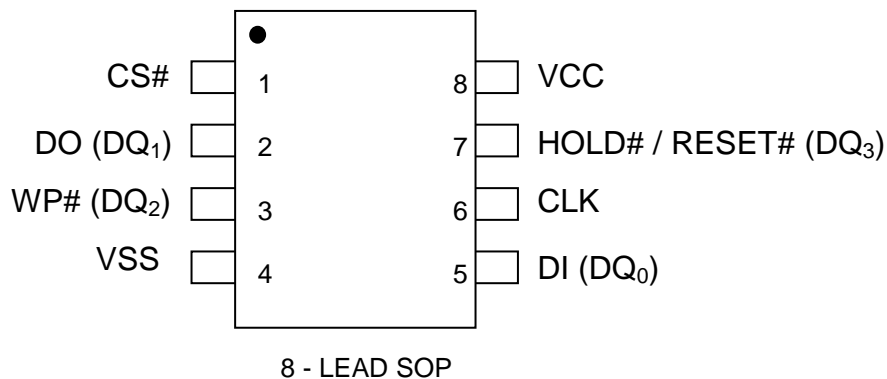 CS# 1 8 VCC
DO (DQ₁) 2 7 HOLD# / RESET# (DQ₃)
WP# (DQ₂) 3 6 CLK
VSS 4 5 DI (DQ₀)
8 - LEAD SOP